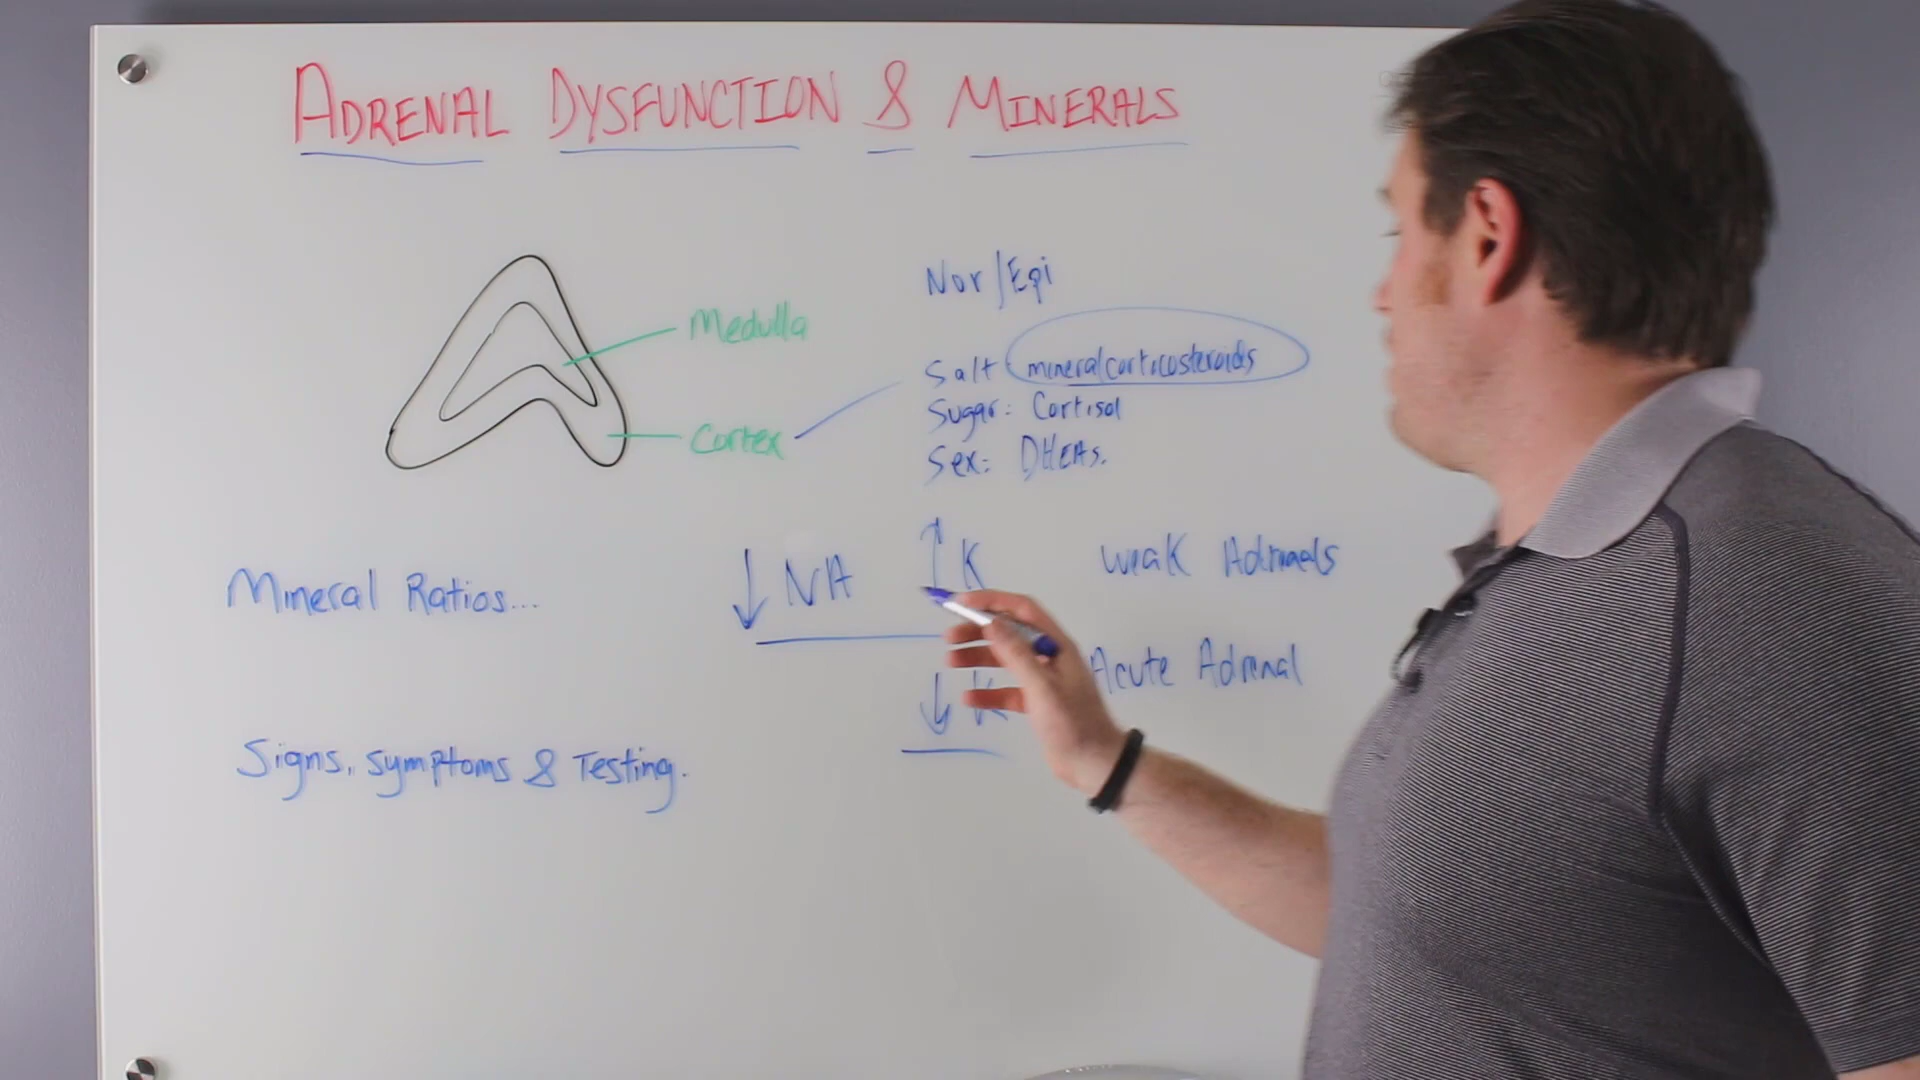 ADRENAL DYSFUNCTION & MINERALS
Nor/Epi
Medulla
Salt mineralcorticosteroids
Sugar: Cortisol
Cortex
Sex: DHEAs.
↓ NA ↑ K Weak Adrenals
Mineral Ratios...
↓ K Acute Adrenal
Signs, symptoms & Testing.